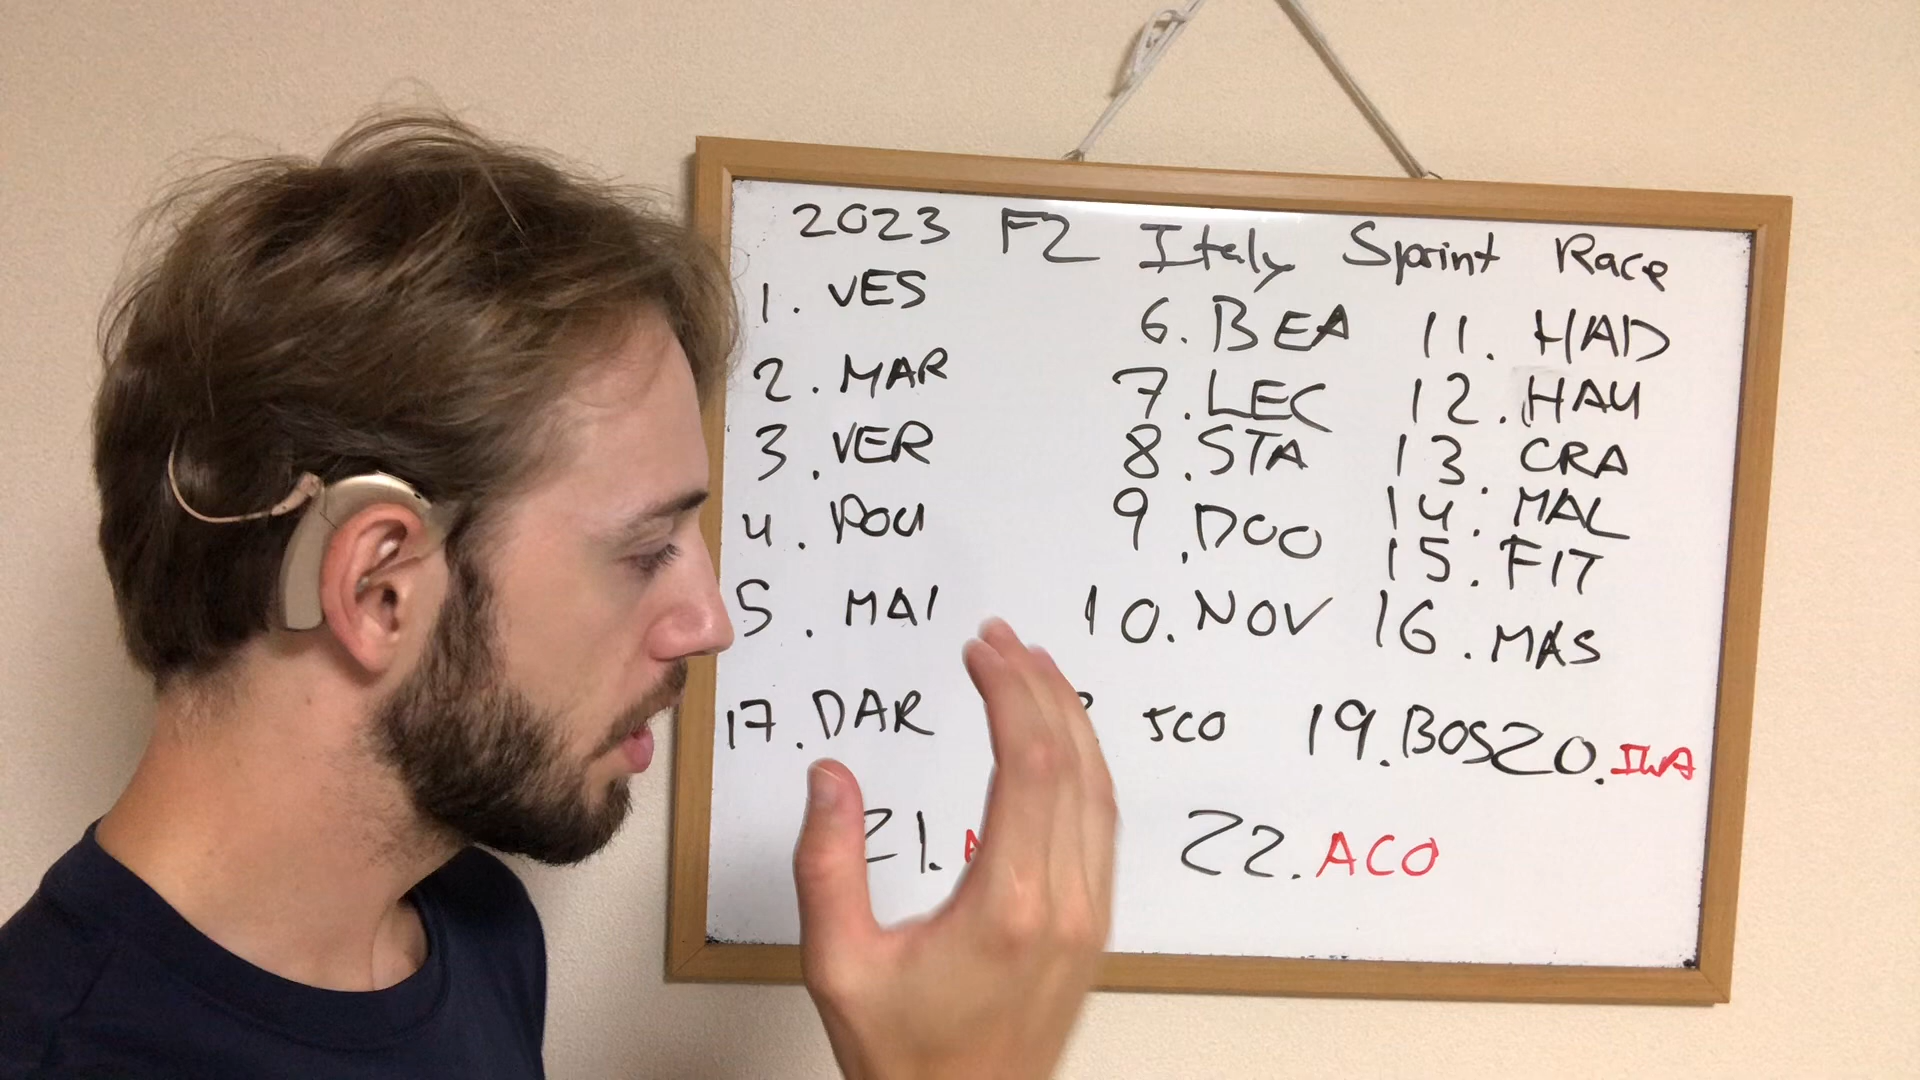 2023 F2 Italy Sprint Race
1. VES
2. MAR
3. VER
4. POU
5. MAI
6. BEA
7. LEC
8. STA
9. DOO
10. NOV
11. HAD
12. HAU
13. CRA
14. MAL
15. FIT
16. MAS
17. DAR
SCO
19. BOS
20. IWA
21.
22. ACO